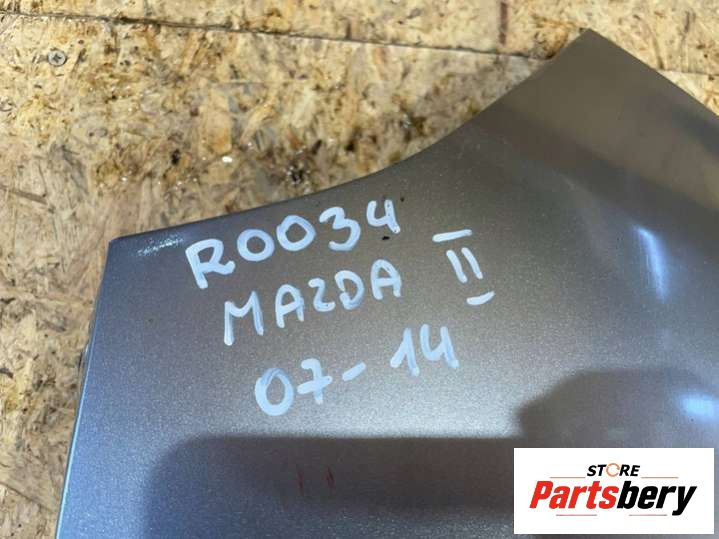 R0034
MAZDA II
07-14
STORE
Partsbery